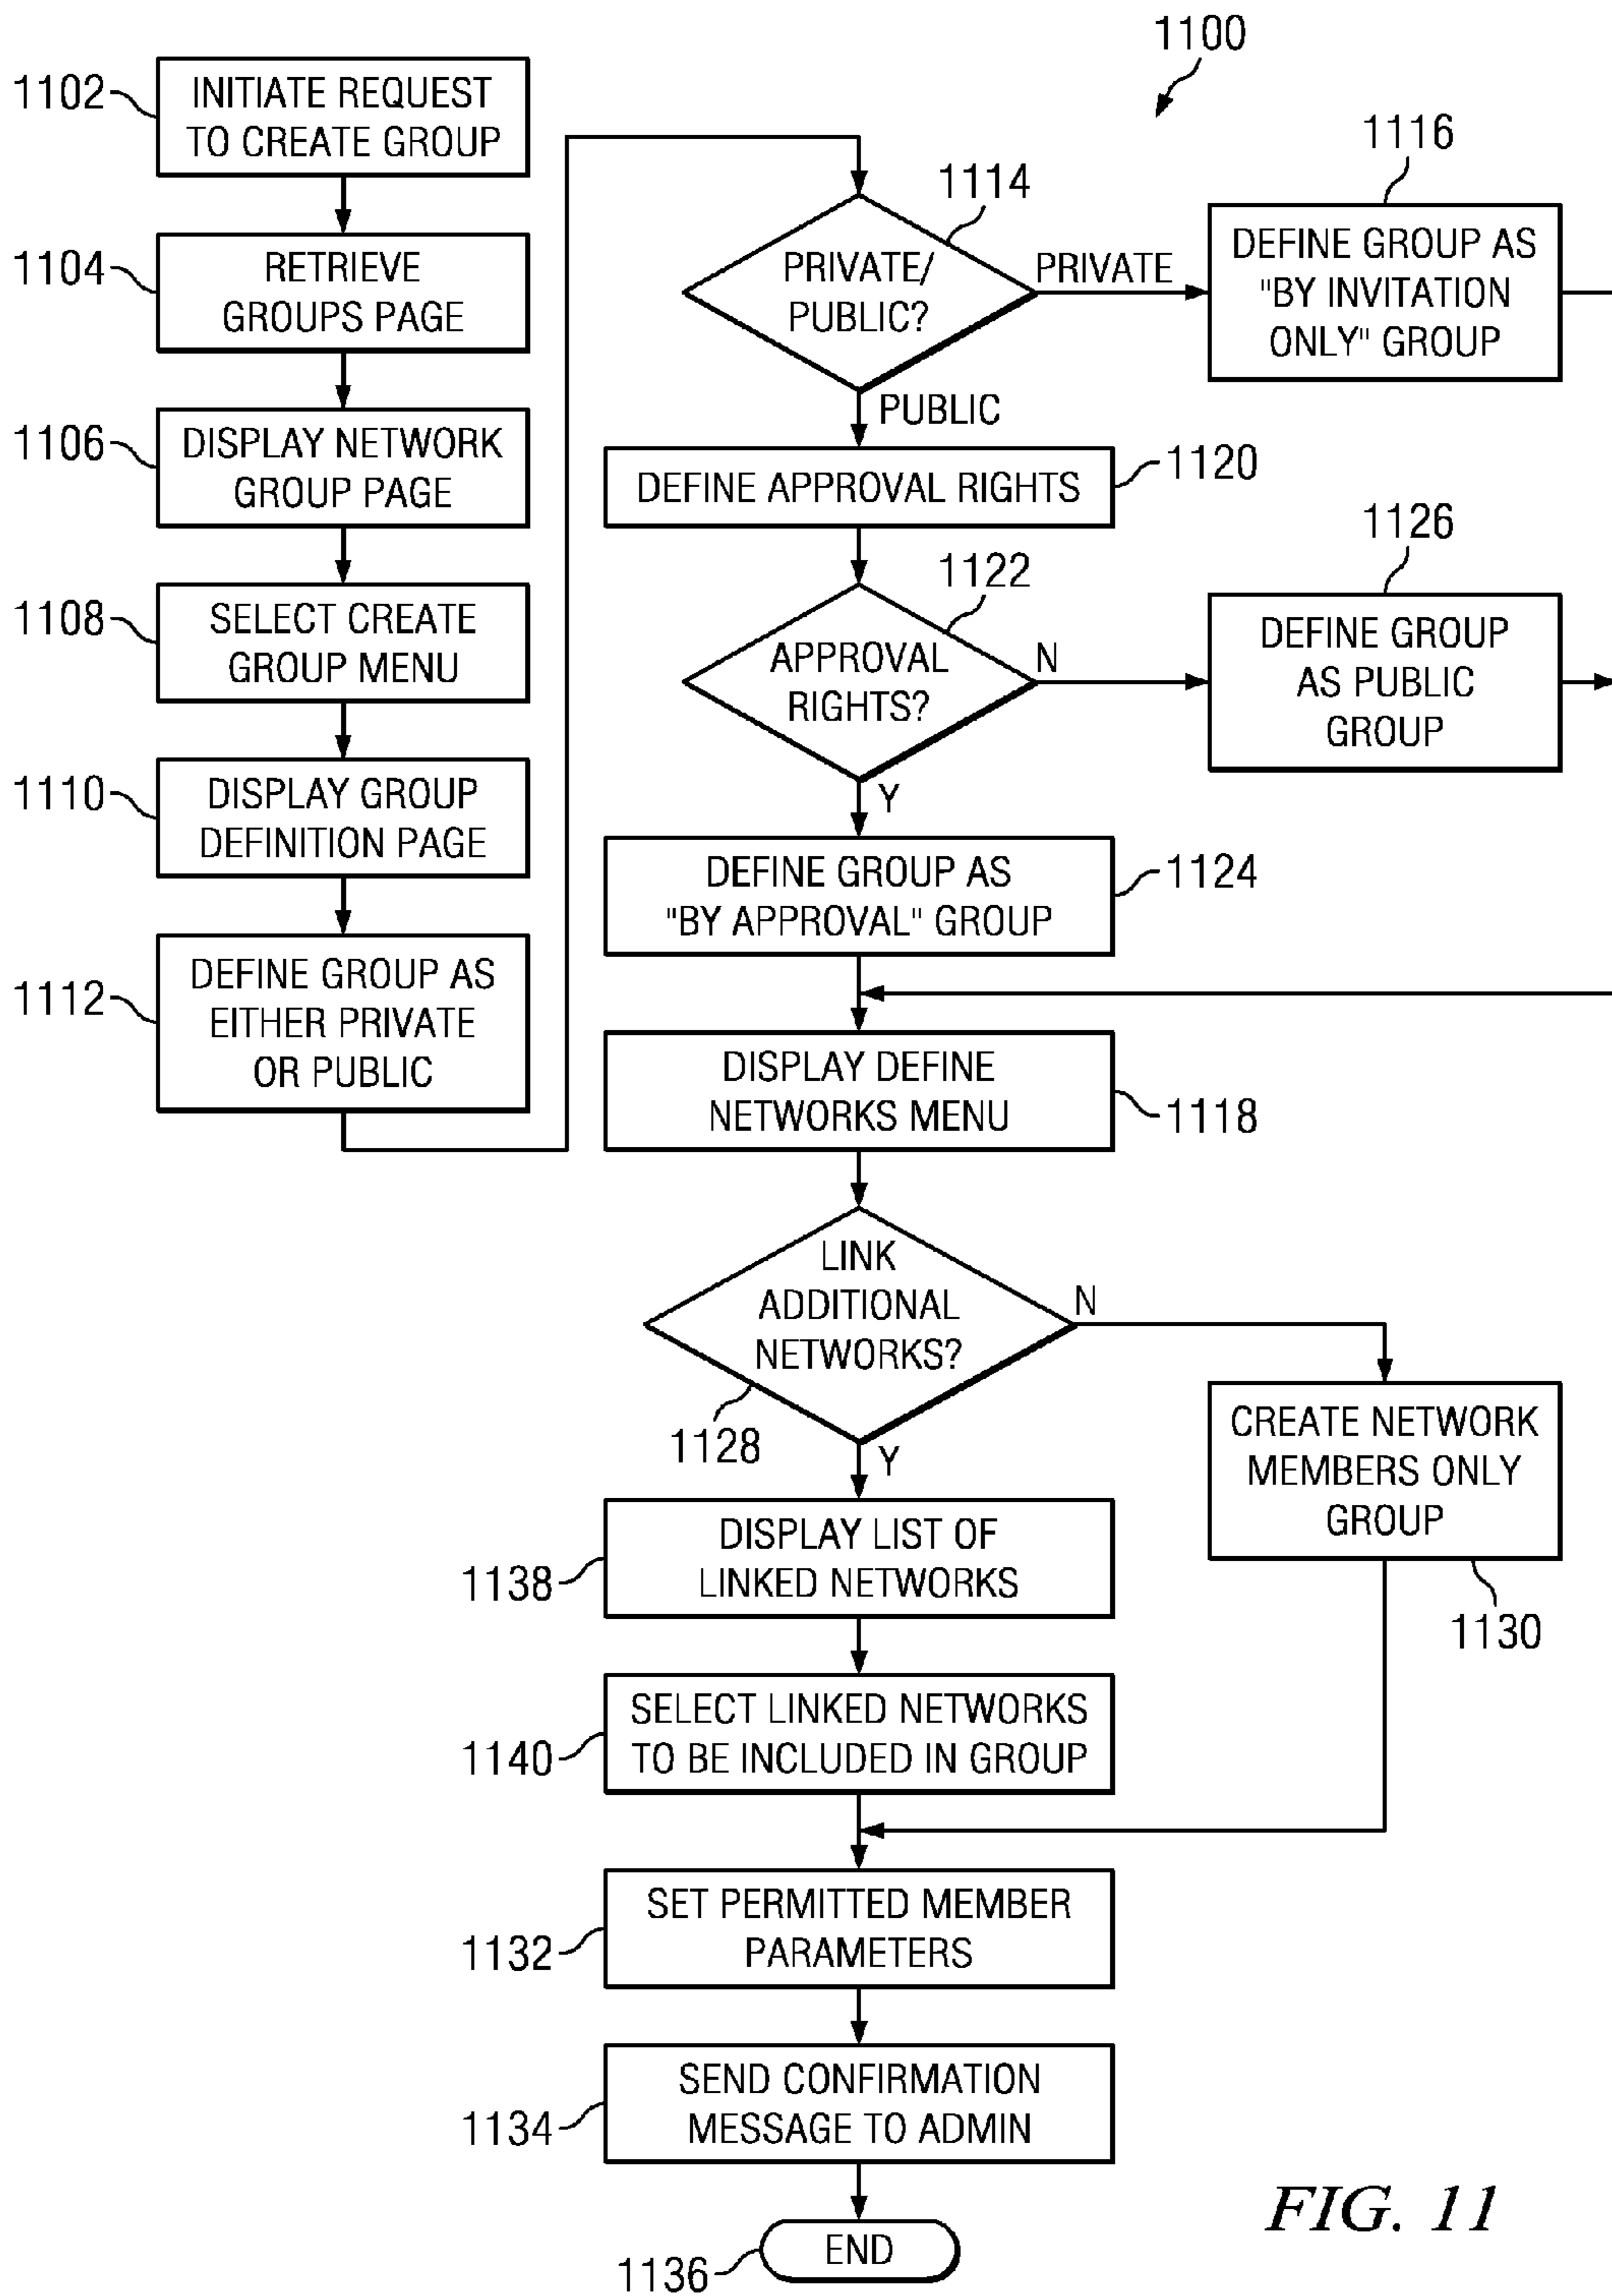 1100
1102
INITIATE REQUEST
TO CREATE GROUP
1104
RETRIEVE
GROUPS PAGE
1106
DISPLAY NETWORK
GROUP PAGE
1108
SELECT CREATE
GROUP MENU
1110
DISPLAY GROUP
DEFINITION PAGE
1112
DEFINE GROUP AS
EITHER PRIVATE
OR PUBLIC
1114
PRIVATE/
PUBLIC?
PRIVATE
1116
DEFINE GROUP AS
"BY INVITATION
ONLY" GROUP
PUBLIC
DEFINE APPROVAL RIGHTS
1120
1122
APPROVAL
RIGHTS?
N
1126
DEFINE GROUP
AS PUBLIC
GROUP
Y
DEFINE GROUP AS
"BY APPROVAL" GROUP
1124
DISPLAY DEFINE
NETWORKS MENU
1118
LINK
ADDITIONAL
NETWORKS?
1128
N
CREATE NETWORK
MEMBERS ONLY
GROUP
1130
Y
DISPLAY LIST OF
LINKED NETWORKS
1138
SELECT LINKED NETWORKS
TO BE INCLUDED IN GROUP
1140
SET PERMITTED MEMBER
PARAMETERS
1132
SEND CONFIRMATION
MESSAGE TO ADMIN
1134
END
1136
FIG. 11